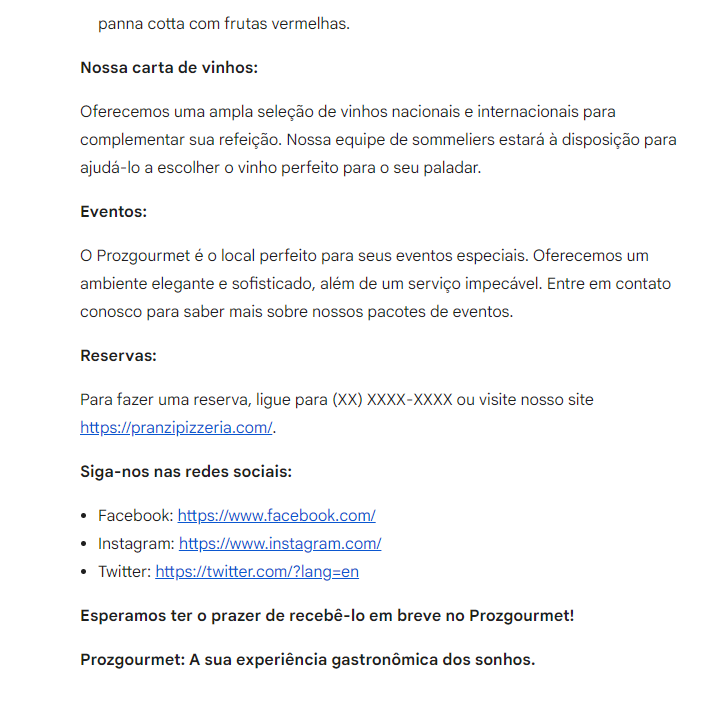 panna cotta com frutas vermelhas.
Nossa carta de vinhos:
Oferecemos uma ampla seleção de vinhos nacionais e internacionais para
complementar sua refeição. Nossa equipe de sommeliers estará à disposição para
ajudá-lo a escolher o vinho perfeito para o seu paladar.
Eventos:
O Prozgourmet é o local perfeito para seus eventos especiais. Oferecemos um
ambiente elegante e sofisticado, além de um serviço impecável. Entre em contato
conosco para saber mais sobre nossos pacotes de eventos.
Reservas:
Para fazer uma reserva, ligue para (XX) XXXX-XXXX ou visite nosso site
https://pranzipizzeria.com/.
Siga-nos nas redes sociais:
• Facebook: https://www.facebook.com/
• Instagram: https://www.instagram.com/
• Twitter: https://twitter.com/?lang=en
Esperamos ter o prazer de recebê-lo em breve no Prozgourmet!
Prozgourmet: A sua experiência gastronômica dos sonhos.